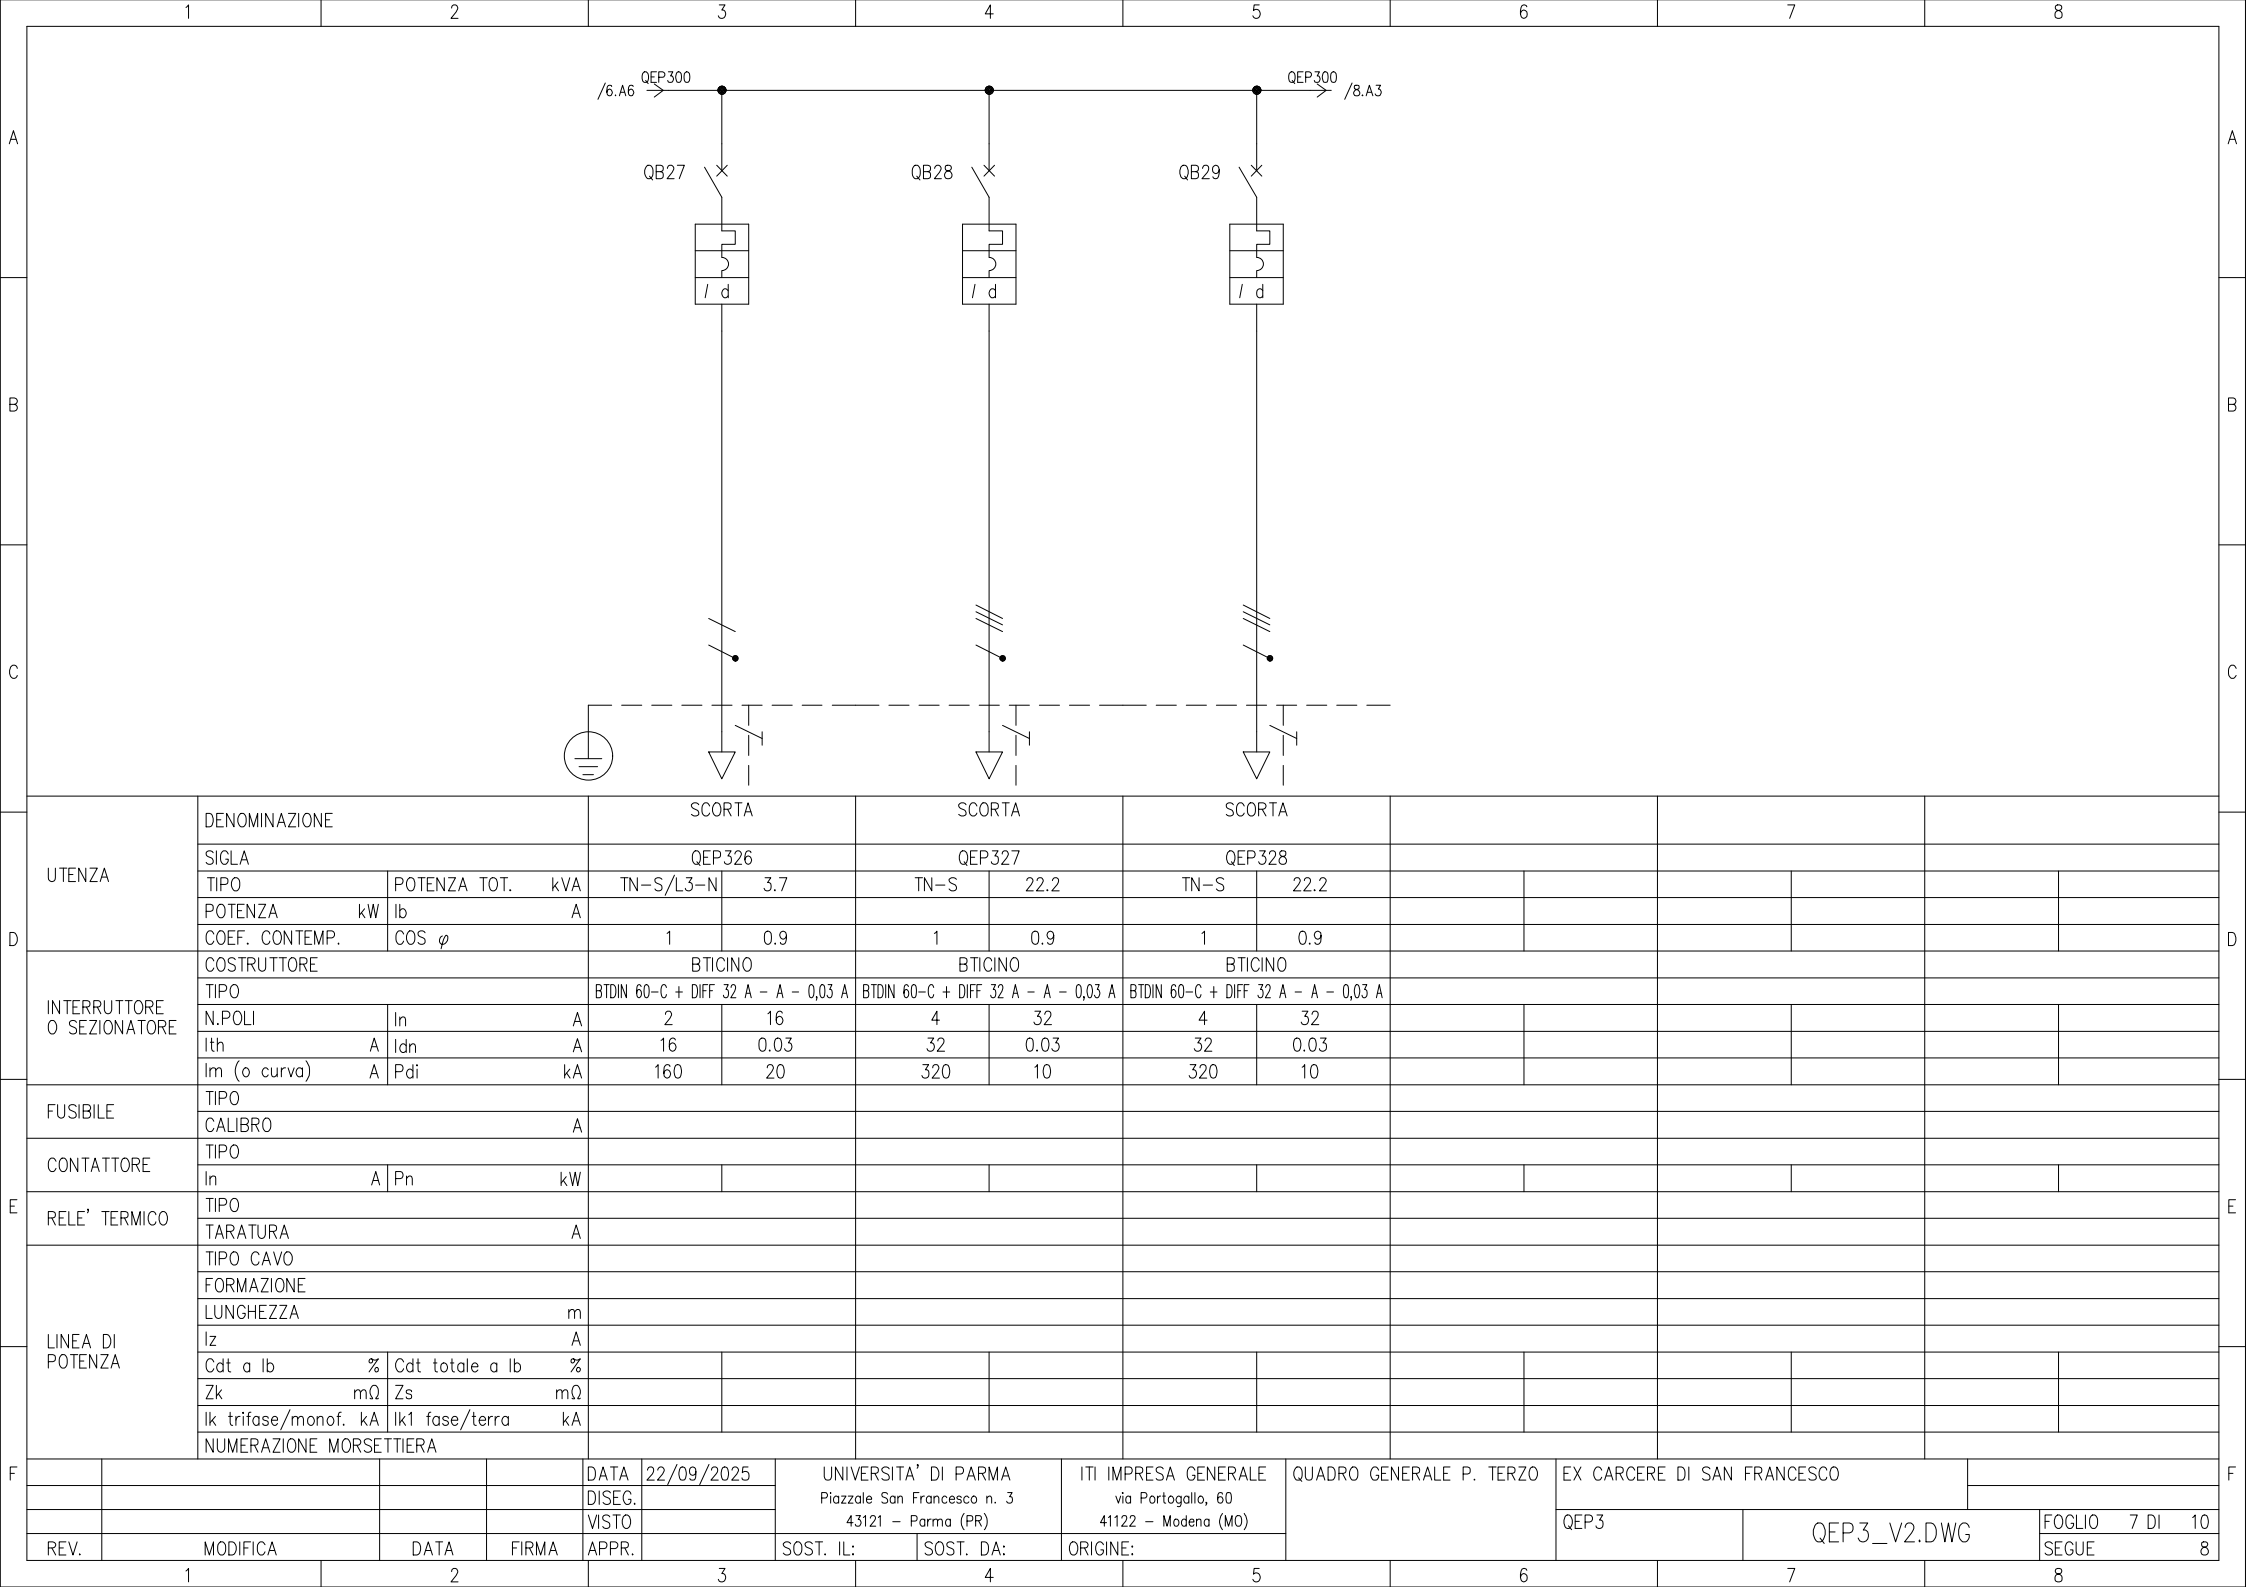 1 2 3 4 5 6 7 8
QEP300 QEP300
/6.A6 /8.A3
A A
QB27 QB28 QB29
I d I d I d
B B
C C
SCORTA SCORTA SCORTA
DENOMINAZIONE
SIGLA QEP326 QEP327 QEP328
UTENZA
TIPO POTENZA TOT. kVA TN-S/L3-N 3.7 TN-S 22.2 TN-S 22.2
POTENZA kW Ib A
D COEF. CONTEMP. COS φ 1 0.9 1 0.9 1 0.9 D
COSTRUTTORE BTICINO BTICINO BTICINO
TIPO BTDIN 60-C + DIFF 32 A - A - 0,03 A BTDIN 60-C + DIFF 32 A - A - 0,03 A BTDIN 60-C + DIFF 32 A - A - 0,03 A
INTERRUTTORE
O SEZIONATORE
N.POLI In A 2 16 4 32 4 32
Ith A Idn A 16 0.03 32 0.03 32 0.03
Im (o curva) A Pdi kA 160 20 320 10 320 10
FUSIBILE
TIPO
CALIBRO A
CONTATTORE
TIPO
In A Pn kW
E RELE' TERMICO E
TIPO
TARATURA A
TIPO CAVO
FORMAZIONE
LUNGHEZZA m
LINEA DI
POTENZA
Iz A
Cdt a Ib % Cdt totale a Ib %
Zk mΩ Zs mΩ
Ik trifase/monof. kA Ik1 fase/terra kA
NUMERAZIONE MORSETTIERA
F DATA 22/09/2025 UNIVERSITA' DI PARMA ITI IMPRESA GENERALE QUADRO GENERALE P. TERZO EX CARCERE DI SAN FRANCESCO F
DISEG. Piazzale San Francesco n. 3 via Portogallo, 60
VISTO 43121 - Parma (PR) 41122 - Modena (MO) QEP3 QEP3_V2.DWG FOGLIO 7 DI 10
REV. MODIFICA DATA FIRMA APPR. SOST. IL: SOST. DA: ORIGINE: SEGUE 8
1 2 3 4 5 6 7 8